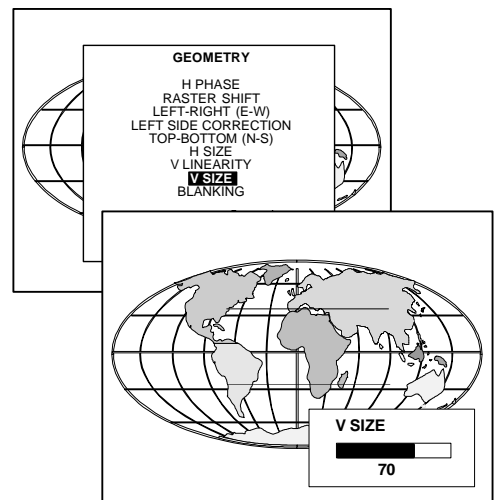 GEOMETRY
H PHASE
RASTER SHIFT
LEFT-RIGHT (E-W)
LEFT SIDE CORRECTION
TOP-BOTTOM (N-S)
H SIZE
V LINEARITY
V SIZE
BLANKING
V SIZE
70